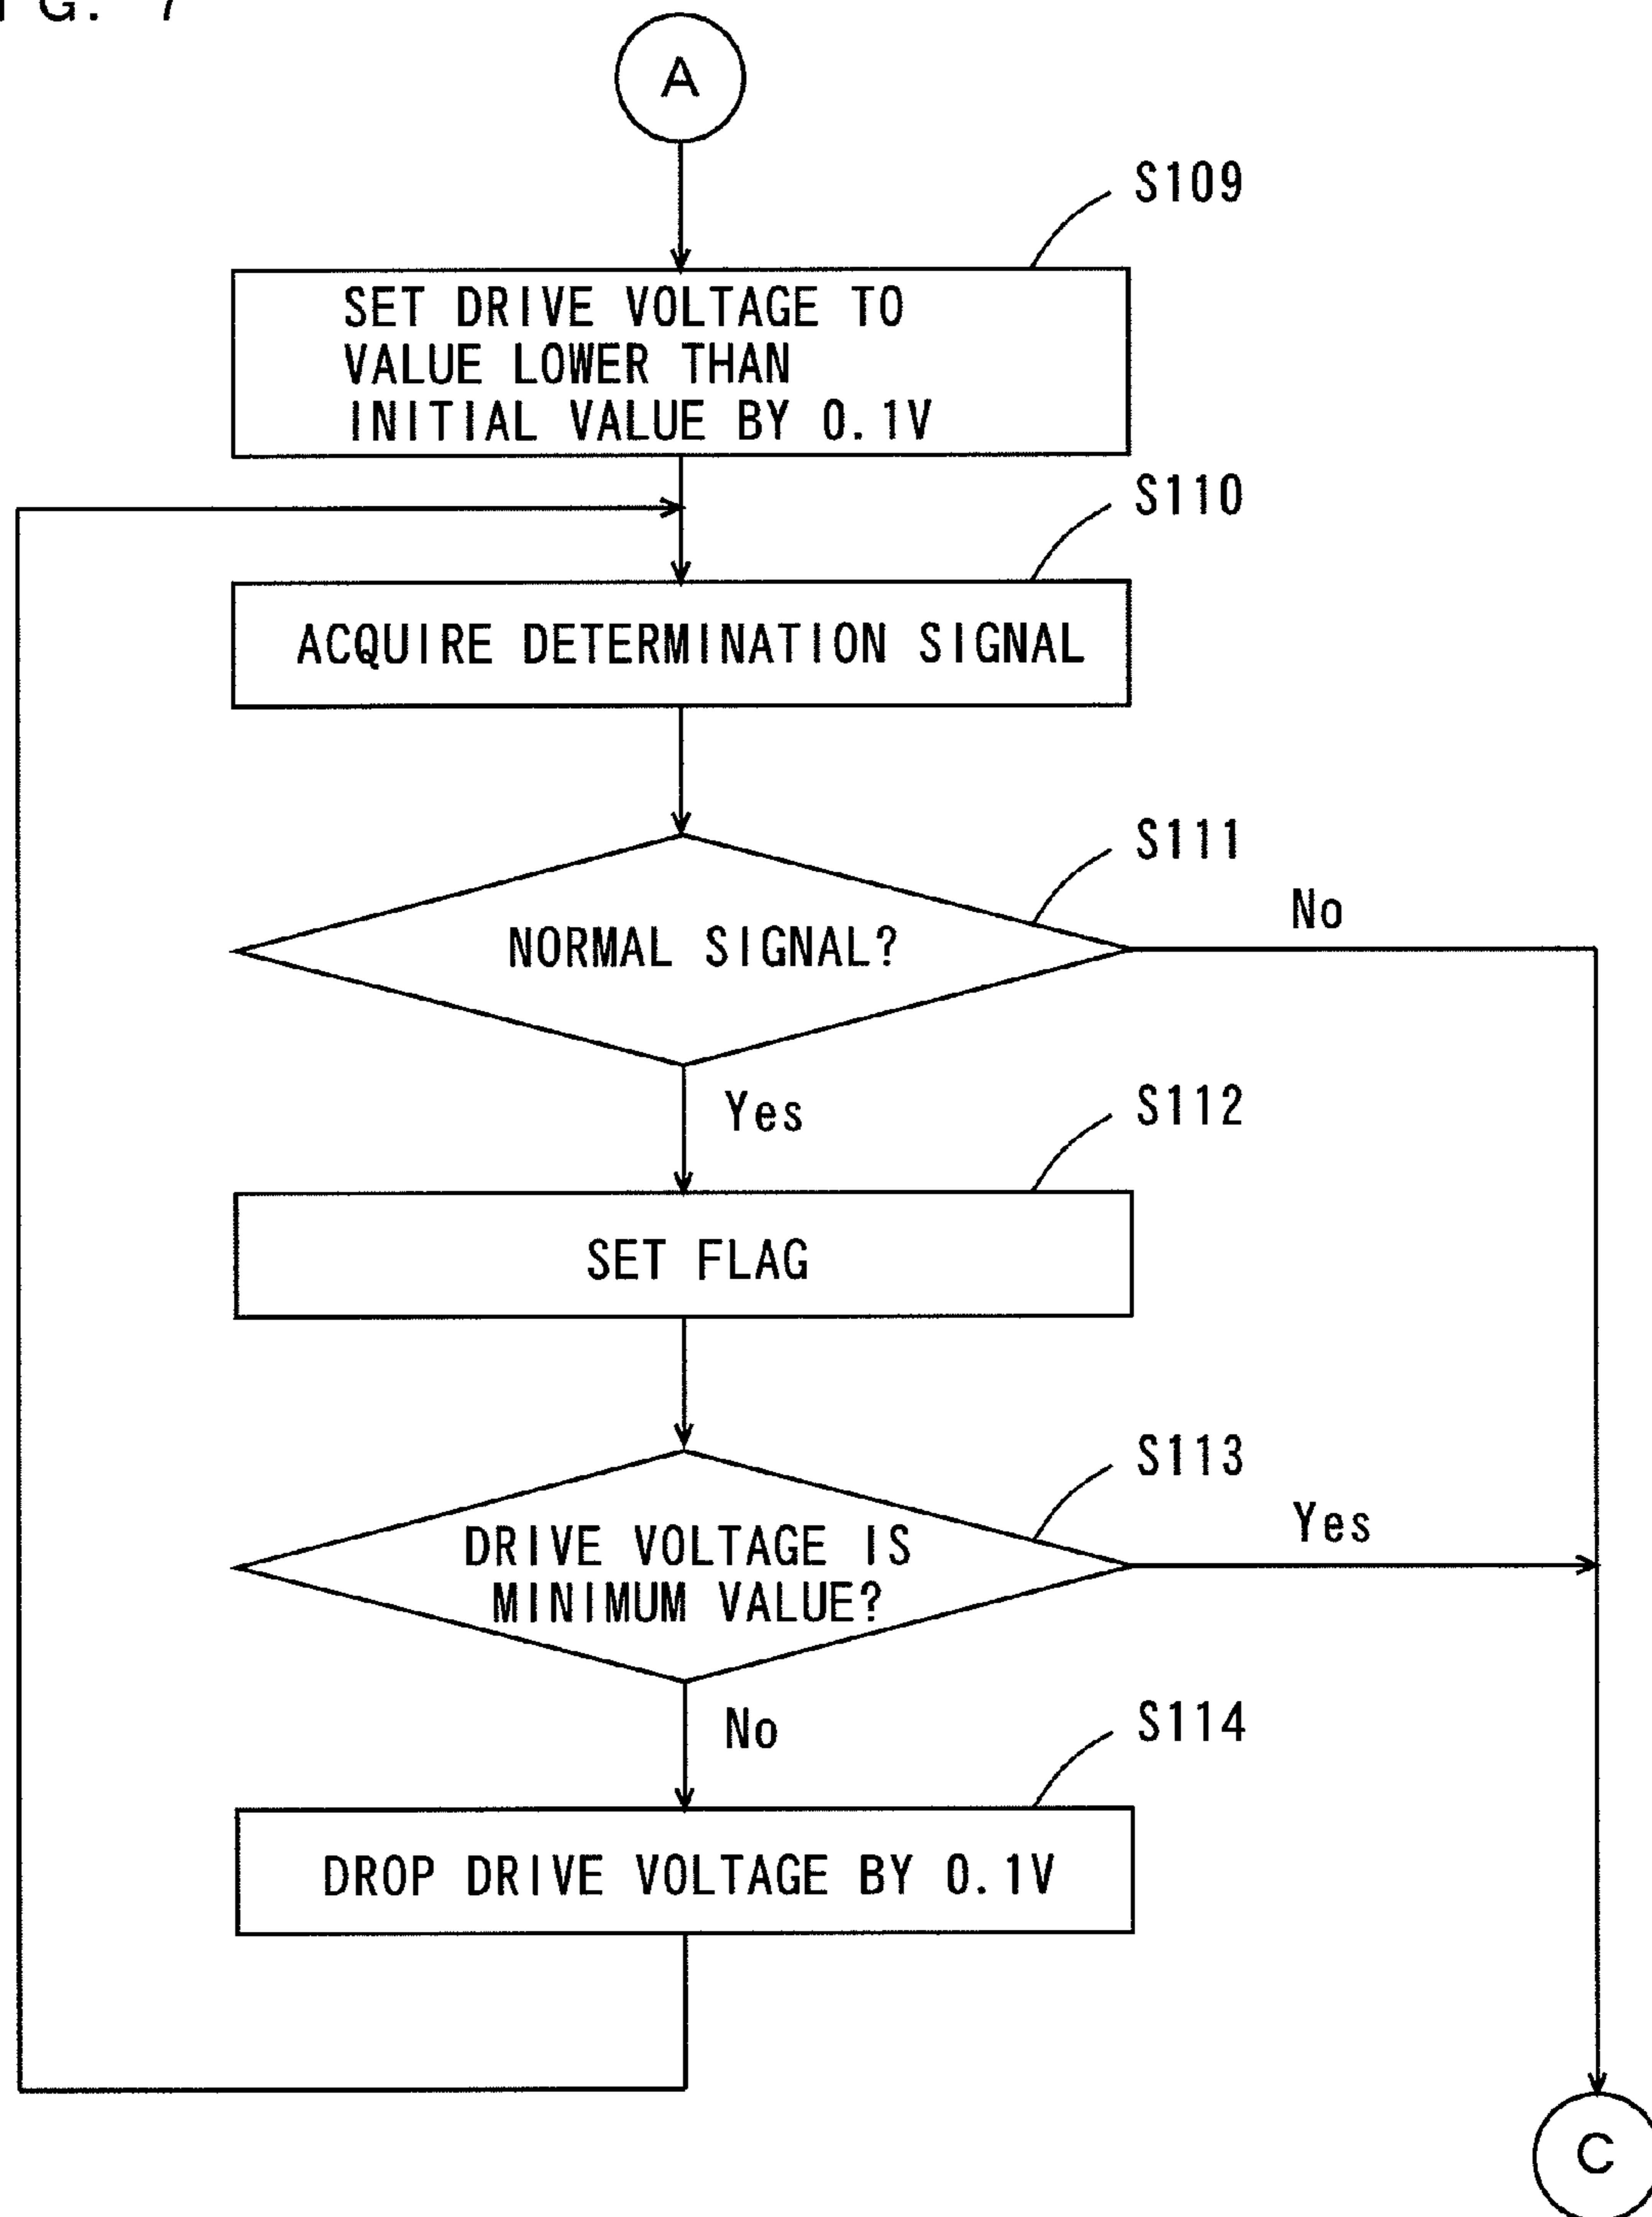 G. 7
A
S109
SET DRIVE VOLTAGE TO
VALUE LOWER THAN
INITIAL VALUE BY 0.1V
S110
ACQUIRE DETERMINATION SIGNAL
S111
NORMAL SIGNAL?
No
Yes
S112
SET FLAG
S113
DRIVE VOLTAGE IS
MINIMUM VALUE?
Yes
No
S114
DROP DRIVE VOLTAGE BY 0.1V
C